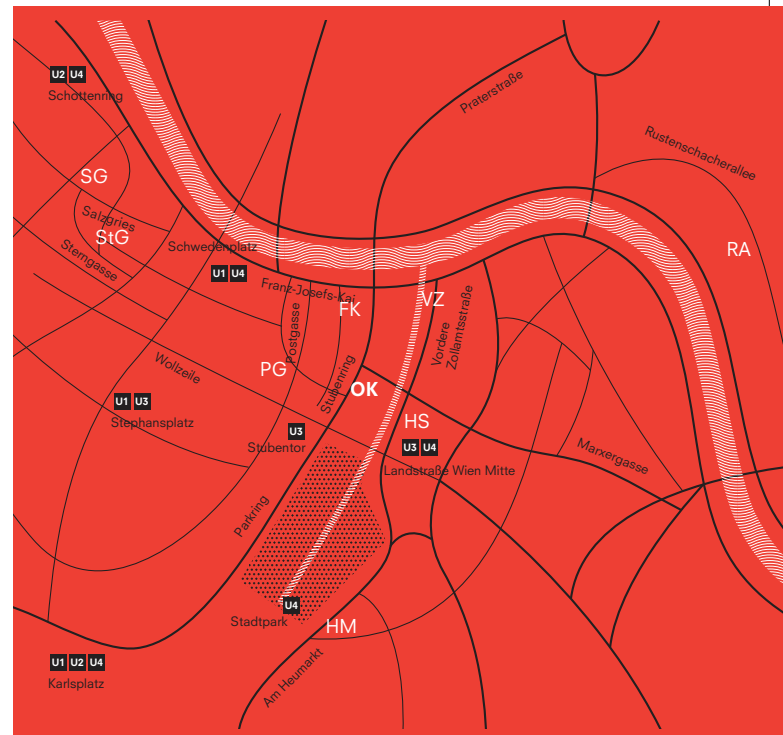 Praterstraße
U2 U4
Schottenring
Rustenschacherallee
SG
Salzgries
StG
Schwedenplatz
RA
Sterngasse
U1 U4
Franz-Josefs-Kai
FK
VZ
Postgasse
Vordere
Zollamtsstraße
Wollzeile
PG
Stubenring
OK
U1 U3
Stephansplatz
HS
U3
Stubentor
U3 U4
Landstraße Wien Mitte
Marxergasse
Parkring
U4
Stadtpark
HM
U1 U2 U4
Karlsplatz
Am Heumarkt